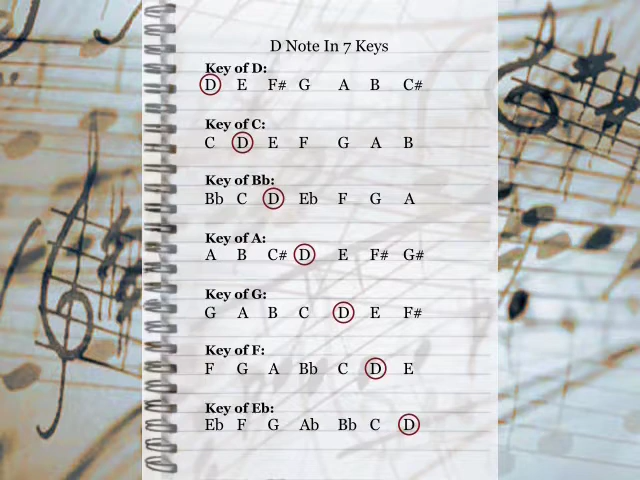 D Note In 7 Keys
Key of D:
D E F# G A B C#
Key of C:
C D E F G A B
Key of Bb:
Bb C D Eb F G A
Key of A:
A B C# D E F# G#
Key of G:
G A B C D E F#
Key of F:
F G A Bb C D E
Key of Eb:
Eb F G Ab Bb C D